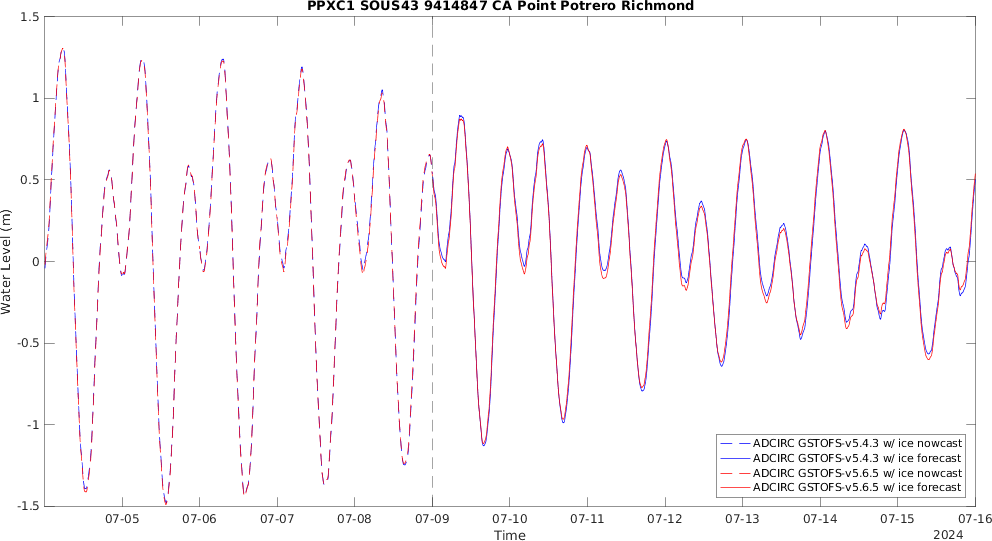 PPXC1 SOUS43 9414847 CA Point Potrero Richmond
1.5
1
0.5
0
-0.5
-1
-1.5
Water Level (m)
07-05 07-06 07-07 07-08 07-09 07-10 07-11 07-12 07-13 07-14 07-15 07-16
Time
2024
ADCIRC GSTOFS-v5.4.3 w/ ice nowcast
ADCIRC GSTOFS-v5.4.3 w/ ice forecast
ADCIRC GSTOFS-v5.6.5 w/ ice nowcast
ADCIRC GSTOFS-v5.6.5 w/ ice forecast